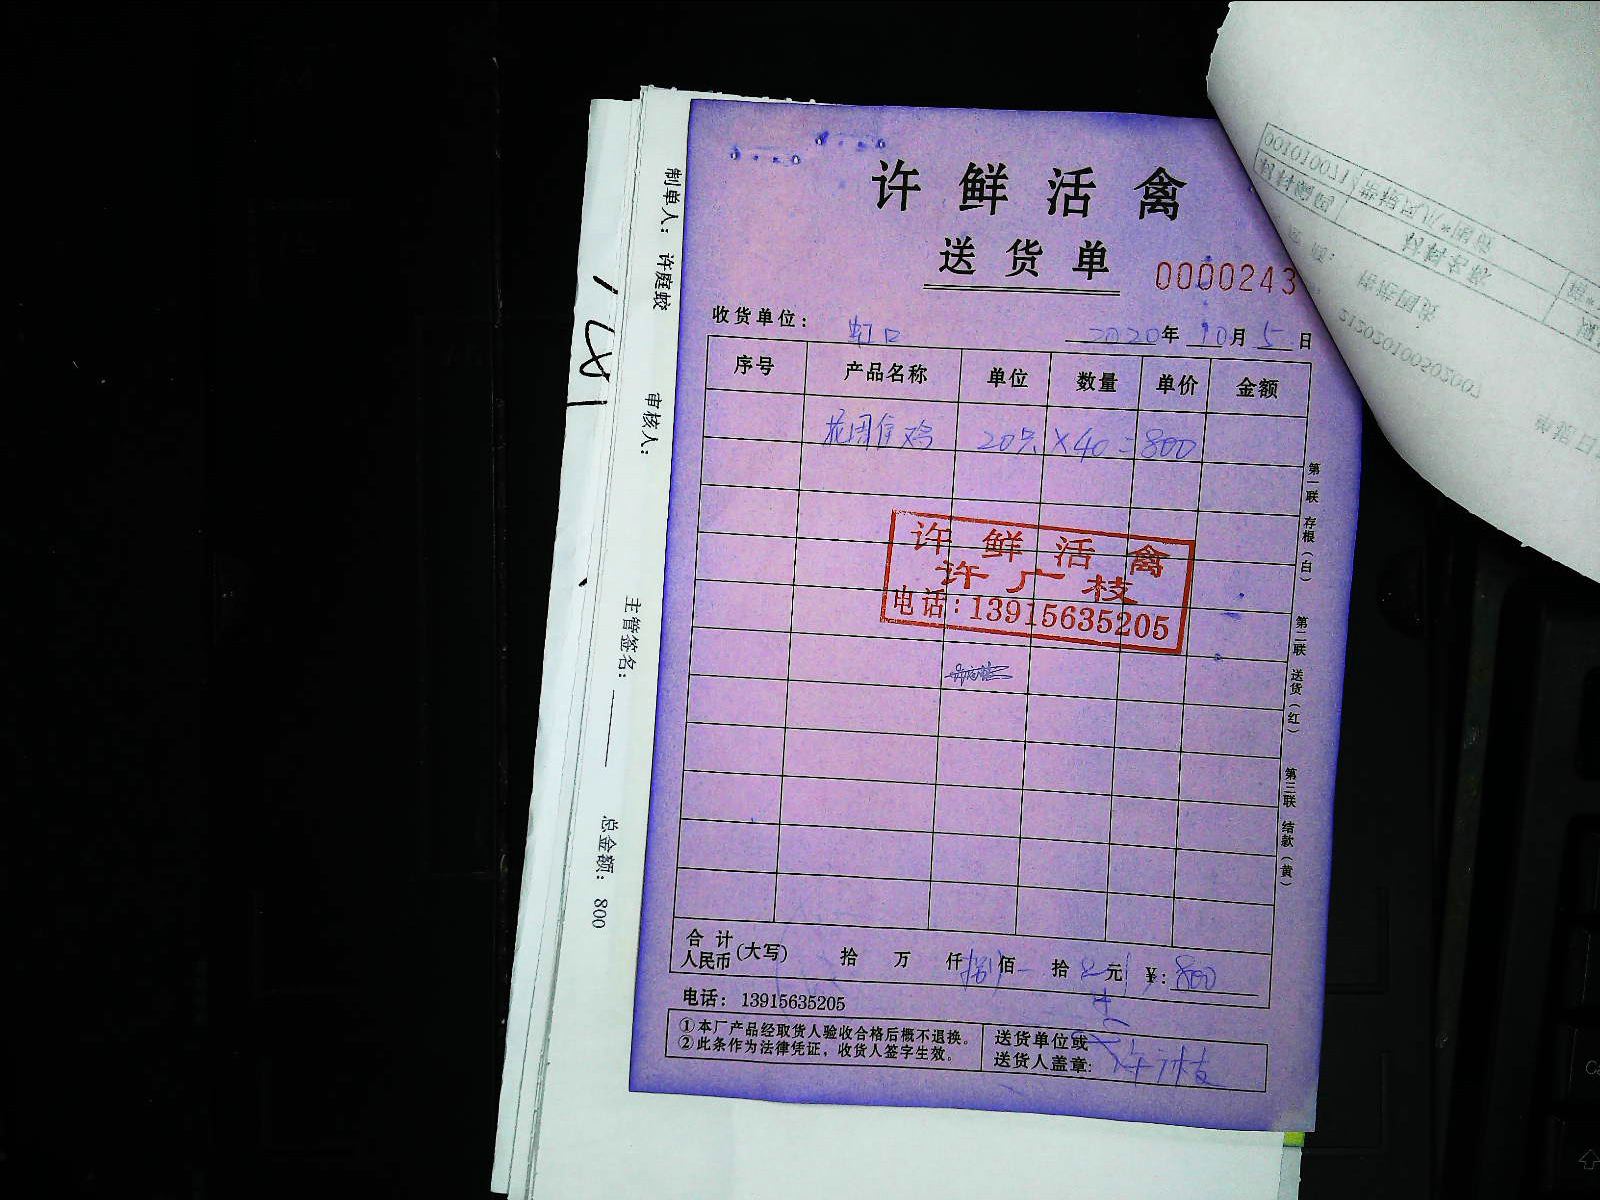 许鲜活禽
送货单
0000243
收货单位： 虹口 2020年 10月 5日
序号 产品名称 单位 数量 单价 金额
20只 ×40 = 800
许鲜活禽
许广枝
电话：13915635205
合计人民币(大写) 拾 万 仟 捌佰 拾 元 ¥：800
电话： 13915635205
①本厂产品经取货人验收合格后概不退换。
②此条作为法律凭证，收货人签字生效。
送货单位或
送货人盖章： 许广枝
第一联 存根（白）
第二联 送货（红）
第三联 结款（黄）
制单人： 许庭蛟
审核人：
主管签名：
总金额： 800
212020100502007